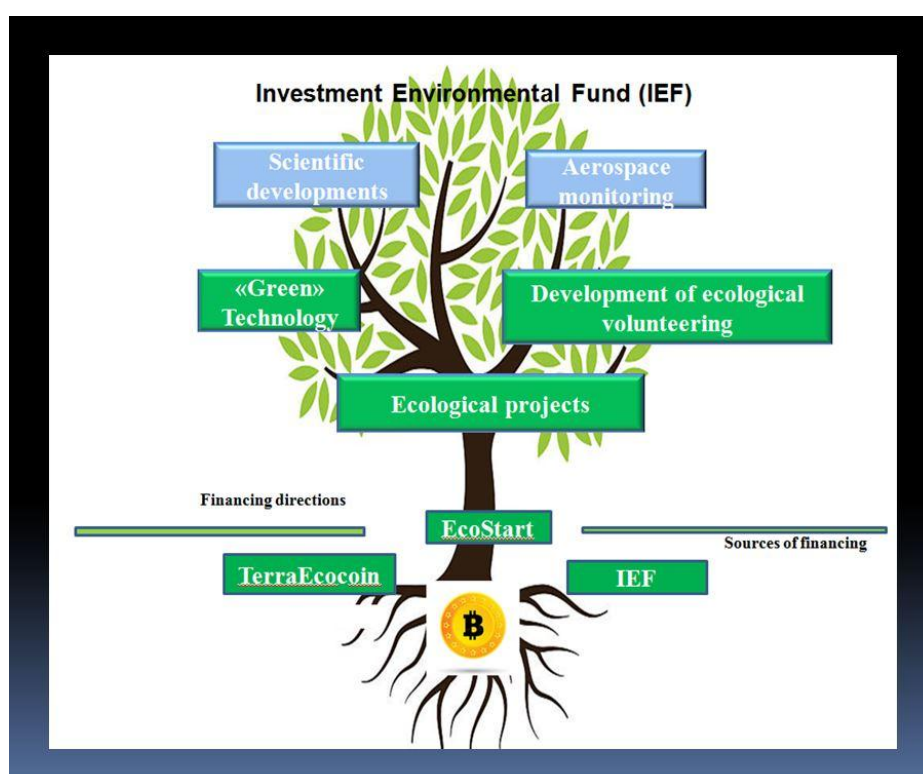 Investment Environmental Fund (IEF)
Scientific
developments
Aerospace
monitoring
«Green»
Technology
Development of ecological
volunteering
Ecological projects
Financing directions
EcoStart
Sources of financing
TerraEcocoin
IEF
₿